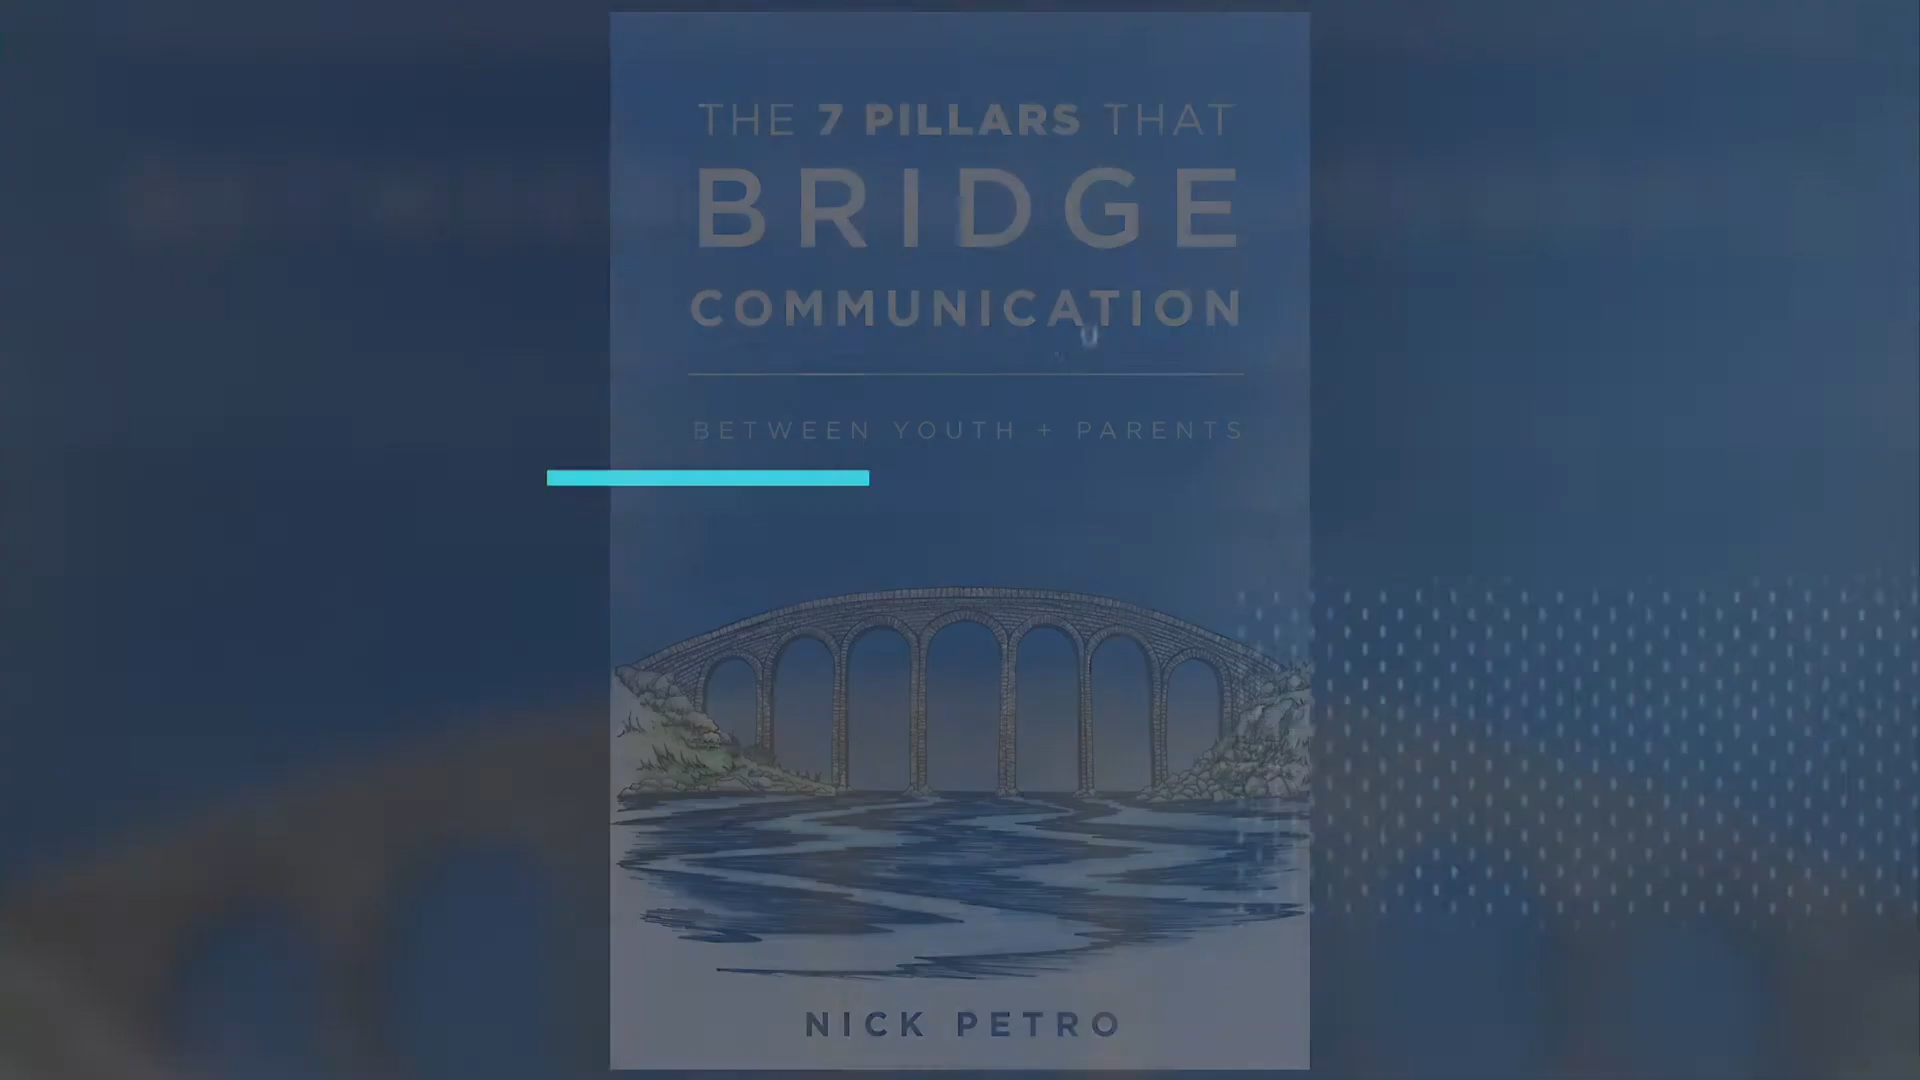 THE 7 PILLARS THAT
BRIDGE
COMMUNICATION
BETWEEN YOUTH + PARENTS
NICK PETRO